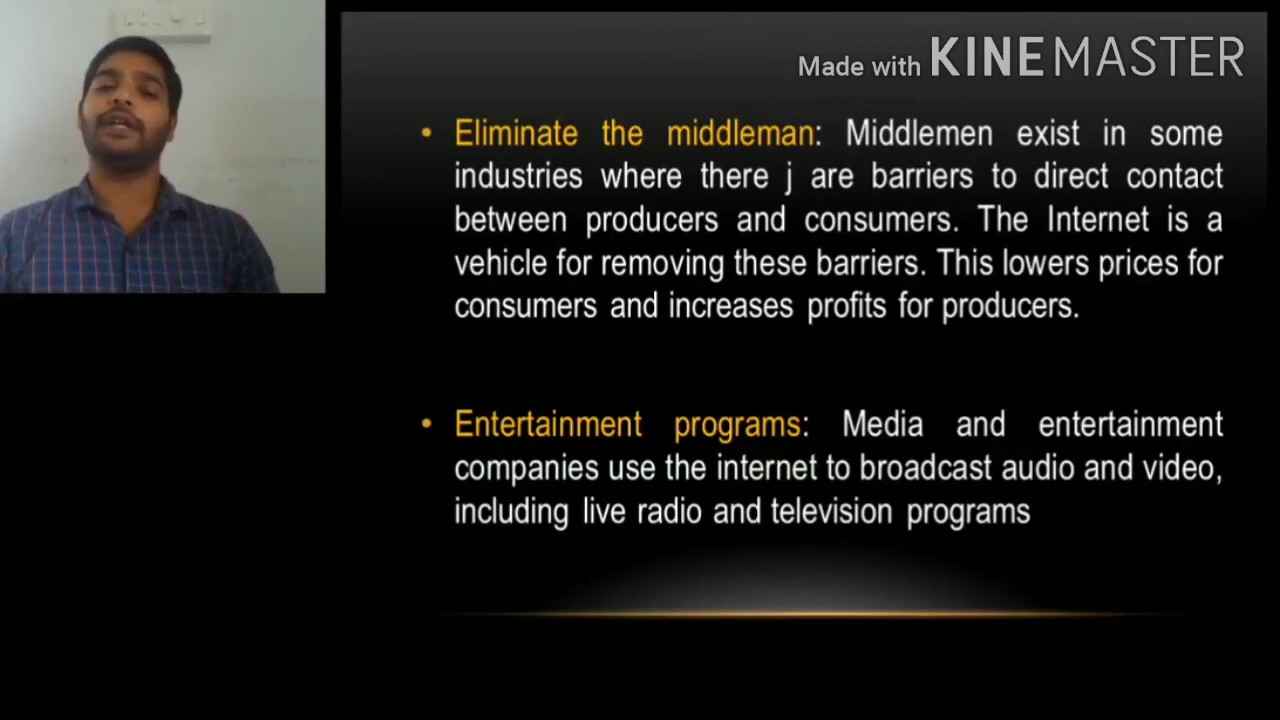 Made with KINEMASTER
• Eliminate the middleman: Middlemen exist in some
industries where there j are barriers to direct contact
between producers and consumers. The Internet is a
vehicle for removing these barriers. This lowers prices for
consumers and increases profits for producers.
• Entertainment programs: Media and entertainment
companies use the internet to broadcast audio and video,
including live radio and television programs